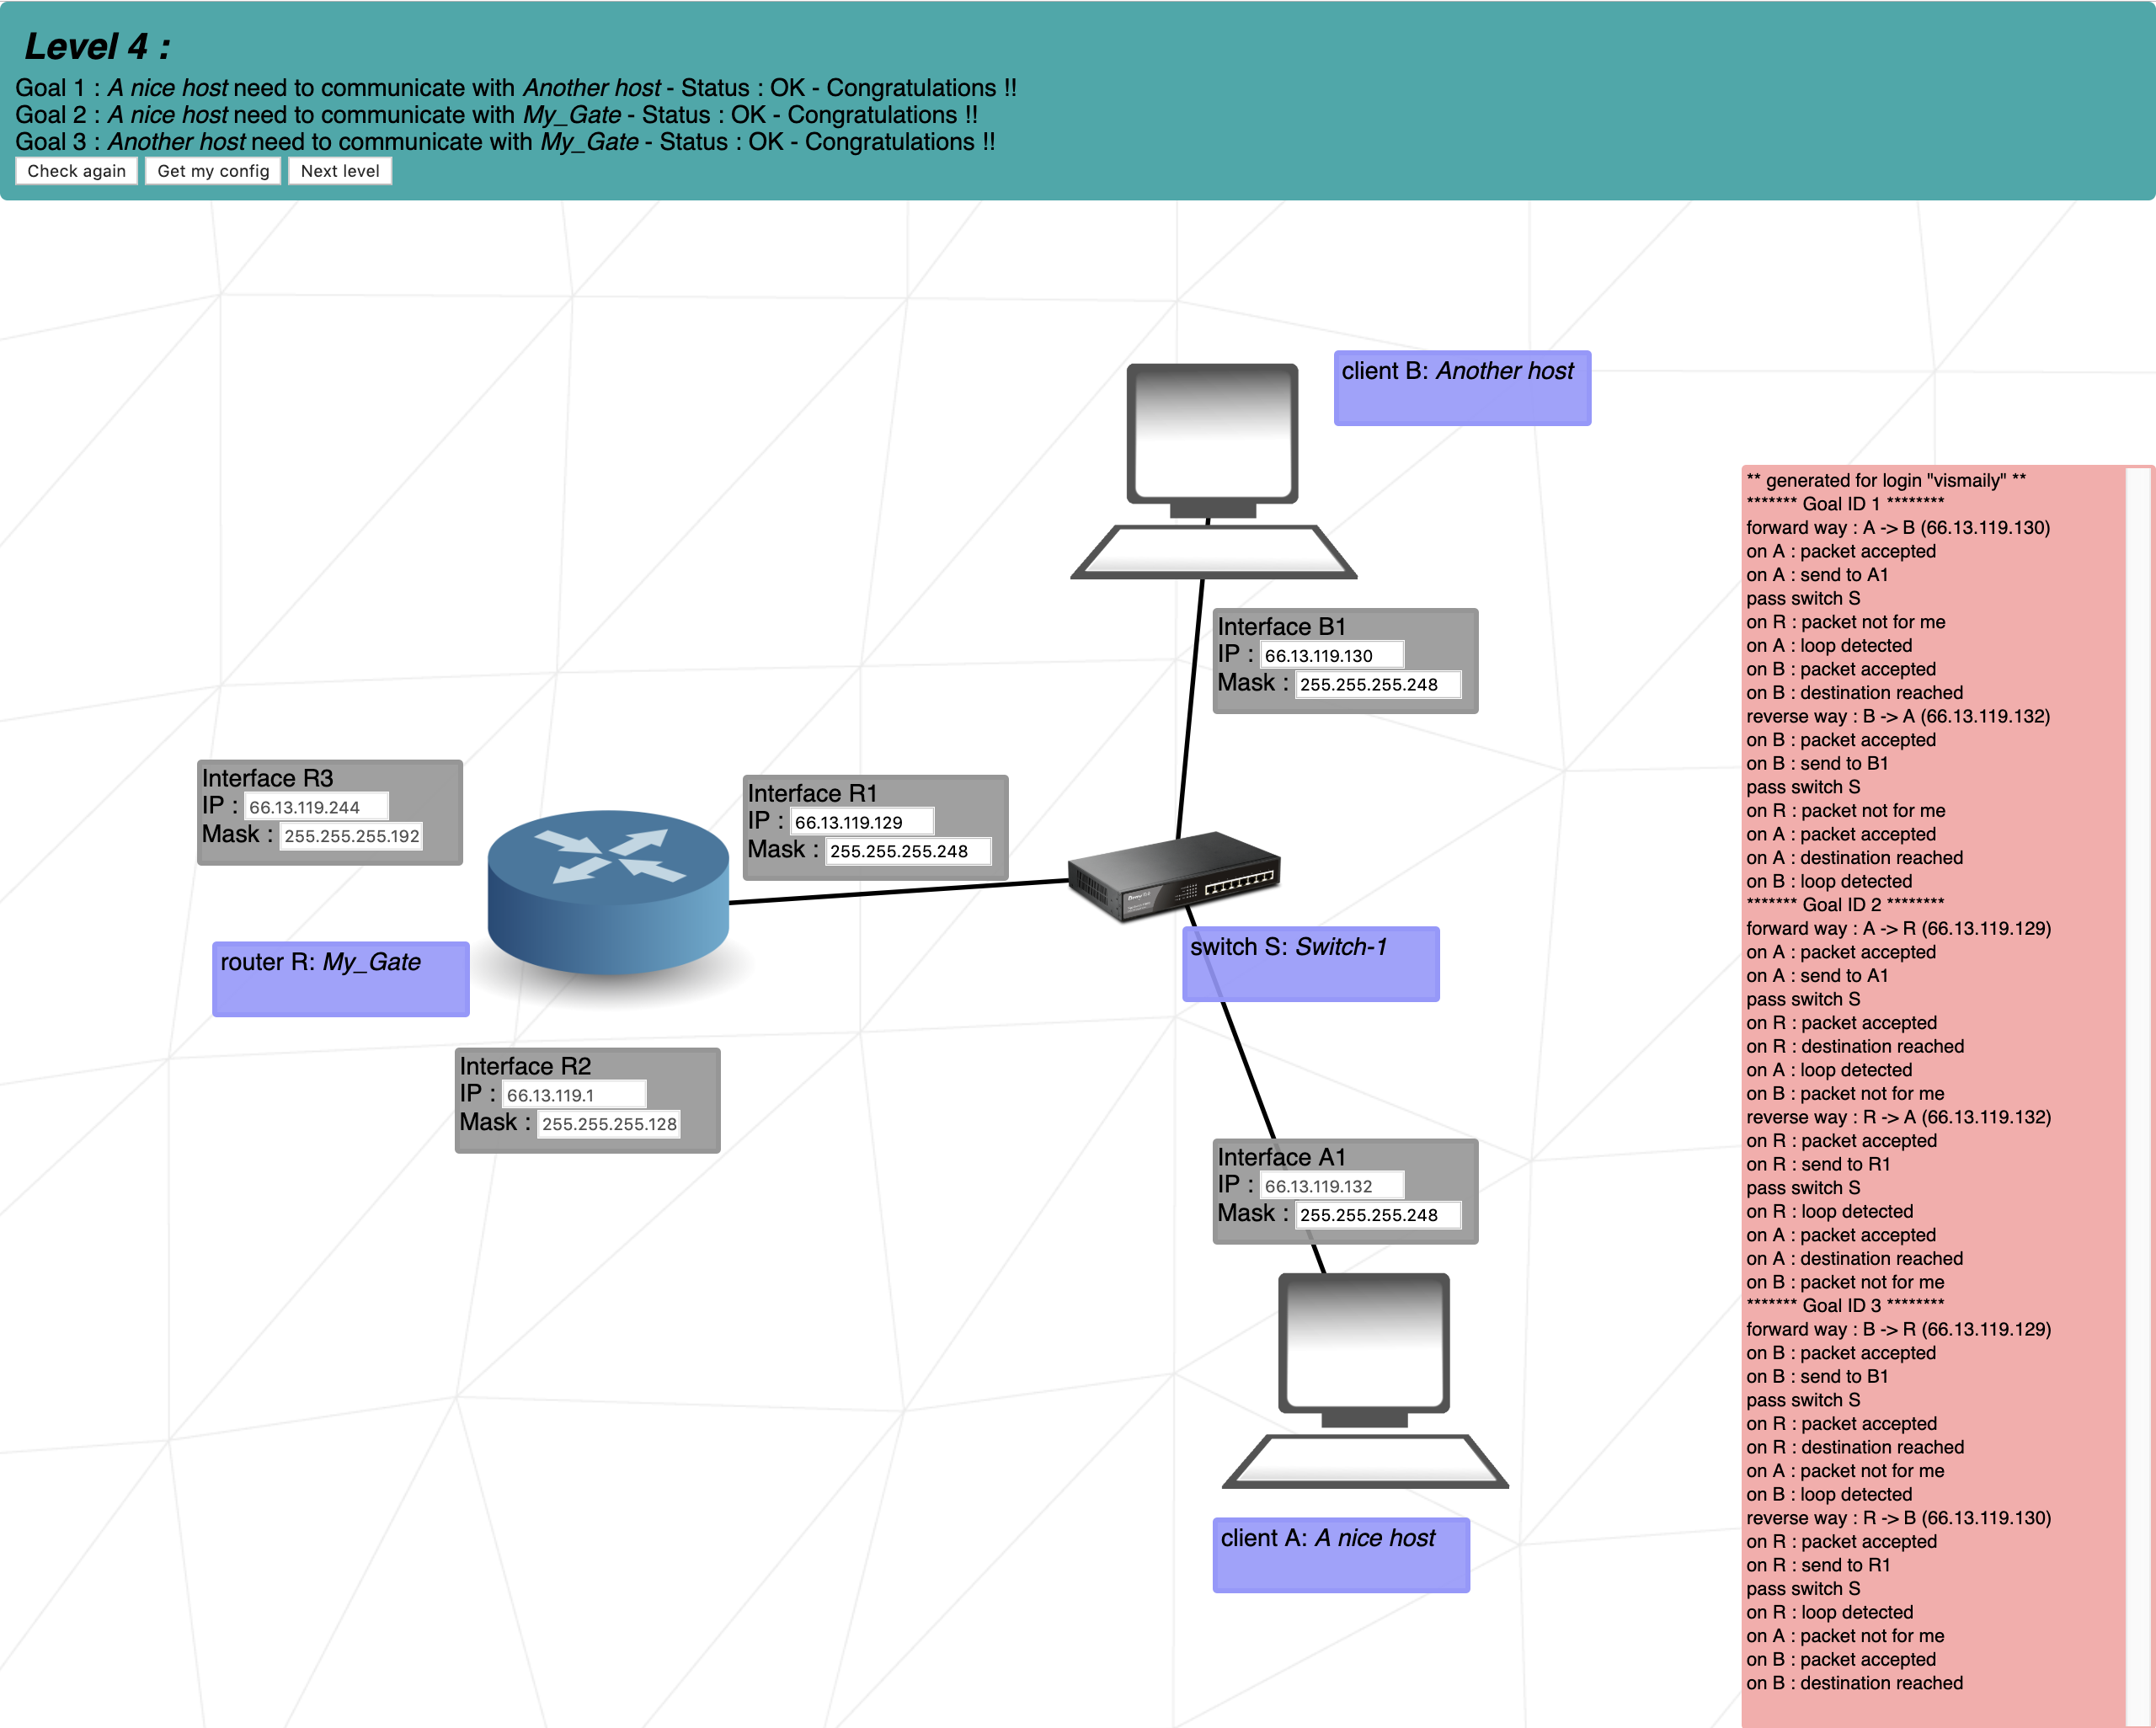 Level 4 :
Goal 1 : A nice host need to communicate with Another host - Status : OK - Congratulations !!
Goal 2 : A nice host need to communicate with My_Gate - Status : OK - Congratulations !!
Goal 3 : Another host need to communicate with My_Gate - Status : OK - Congratulations !!
Check again Get my config Next level
client B: Another host
Interface B1
IP : 66.13.119.130
Mask : 255.255.255.248
Interface R3
IP : 66.13.119.244
Mask : 255.255.255.192
Interface R1
IP : 66.13.119.129
Mask : 255.255.255.248
router R: My_Gate
switch S: Switch-1
Interface R2
IP : 66.13.119.1
Mask : 255.255.255.128
Interface A1
IP : 66.13.119.132
Mask : 255.255.255.248
client A: A nice host
** generated for login "vismaily" **
******* Goal ID 1 ********
forward way : A -> B (66.13.119.130)
on A : packet accepted
on A : send to A1
pass switch S
on R : packet not for me
on A : loop detected
on B : packet accepted
on B : destination reached
reverse way : B -> A (66.13.119.132)
on B : packet accepted
on B : send to B1
pass switch S
on R : packet not for me
on A : packet accepted
on A : destination reached
on B : loop detected
******* Goal ID 2 ********
forward way : A -> R (66.13.119.129)
on A : packet accepted
on A : send to A1
pass switch S
on R : packet accepted
on R : destination reached
on A : loop detected
on B : packet not for me
reverse way : R -> A (66.13.119.132)
on R : packet accepted
on R : send to R1
pass switch S
on R : loop detected
on A : packet accepted
on A : destination reached
on B : packet not for me
******* Goal ID 3 ********
forward way : B -> R (66.13.119.129)
on B : packet accepted
on B : send to B1
pass switch S
on R : packet accepted
on R : destination reached
on A : packet not for me
on B : loop detected
reverse way : R -> B (66.13.119.130)
on R : packet accepted
on R : send to R1
pass switch S
on R : loop detected
on A : packet not for me
on B : packet accepted
on B : destination reached